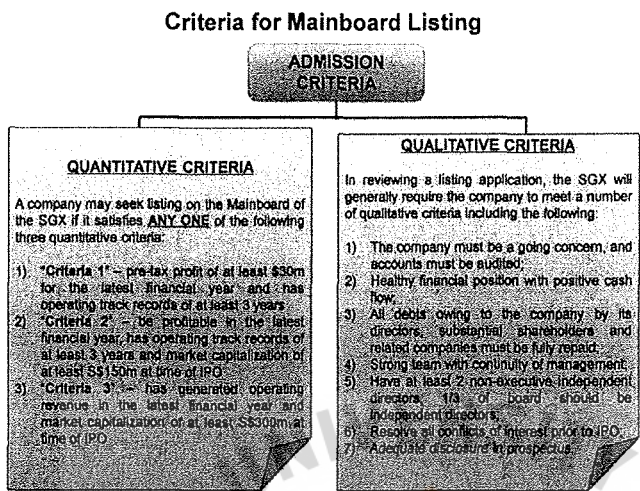 Criteria for Mainboard Listing
ADMISSION
CRITERIA
QUANTITATIVE CRITERIA
A company may seek listing on the Mainboard of
the SGX if it satisfies ANY ONE of the following
three quantitative criteria:
1) "Criteria 1" – pre-tax profit of at least S$30m
for the latest financial year and has
operating track records of at least 3 years
2) "Criteria 2" – be profitable in the latest
financial year, has operating track records of
at least 3 years and market capitalization of
at least S$150m at time of IPO
3) "Criteria 3" – has generated operating
revenue in the latest financial year and
market capitalization of at least S$300m at
time of IPO
QUALITATIVE CRITERIA
In reviewing a listing application, the SGX will
generally require the company to meet a number
of qualitative criteria including the following:
1) The company must be a going concern, and
accounts must be audited;
2) Healthy financial position with positive cash
flow;
3) All debts owing to the company by its
directors, substantial shareholders and
related companies must be fully repaid;
4) Strong team with continuity of management;
5) Have at least 2 non-executive independent
directors, 1/3 of board should be
independent directors;
6) Resolve all conflicts of interest prior to IPO;
7) Adequate disclosure in prospectus.